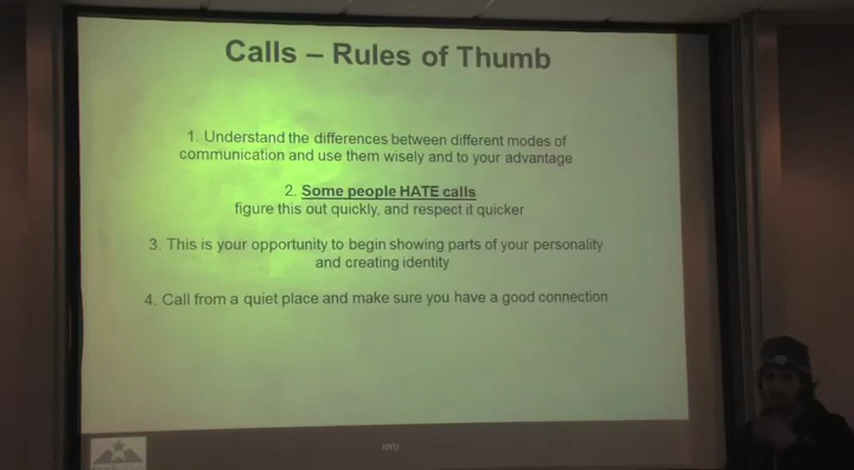 Calls – Rules of Thumb
1. Understand the differences between different modes of
communication and use them wisely and to your advantage
2. Some people HATE calls
figure this out quickly, and respect it quicker
3. This is your opportunity to begin showing parts of your personality
and creating identity
4. Call from a quiet place and make sure you have a good connection
NYU